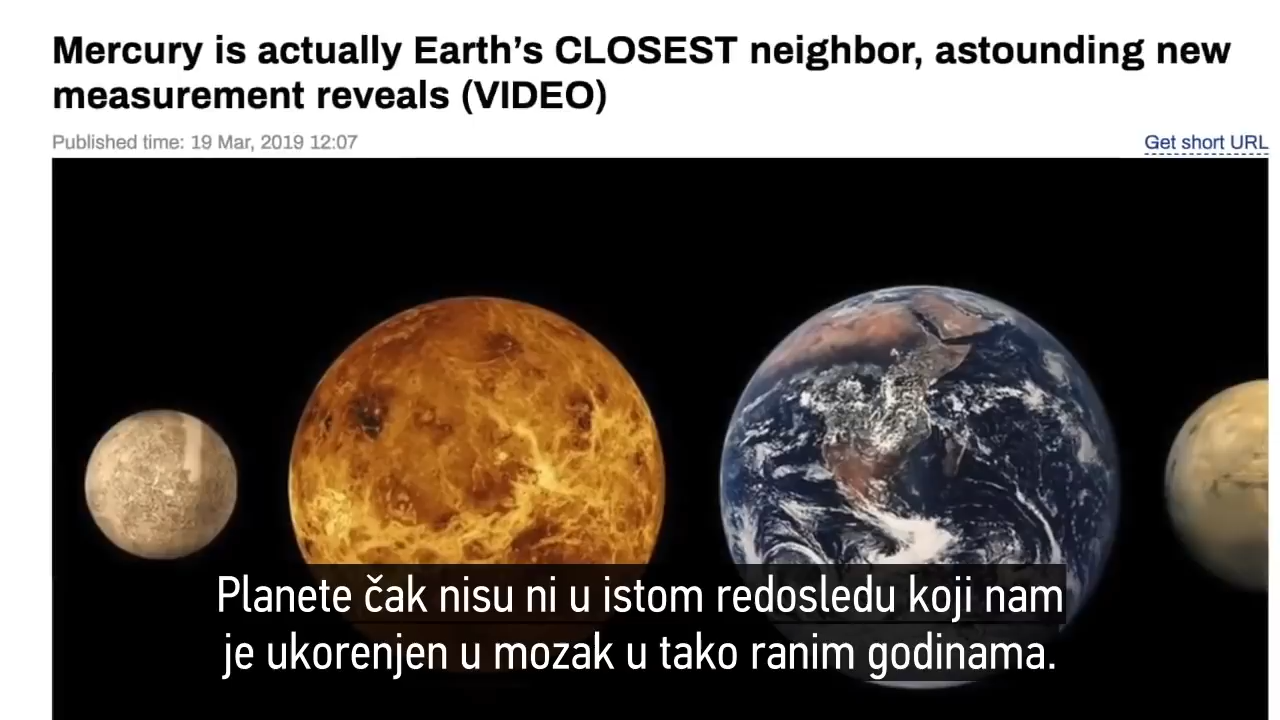 Mercury is actually Earth’s CLOSEST neighbor, astounding new
measurement reveals (VIDEO)
Published time: 19 Mar, 2019 12:07
Get short URL
Planete čak nisu ni u istom redosledu koji nam
je ukorenjen u mozak u tako ranim godinama.